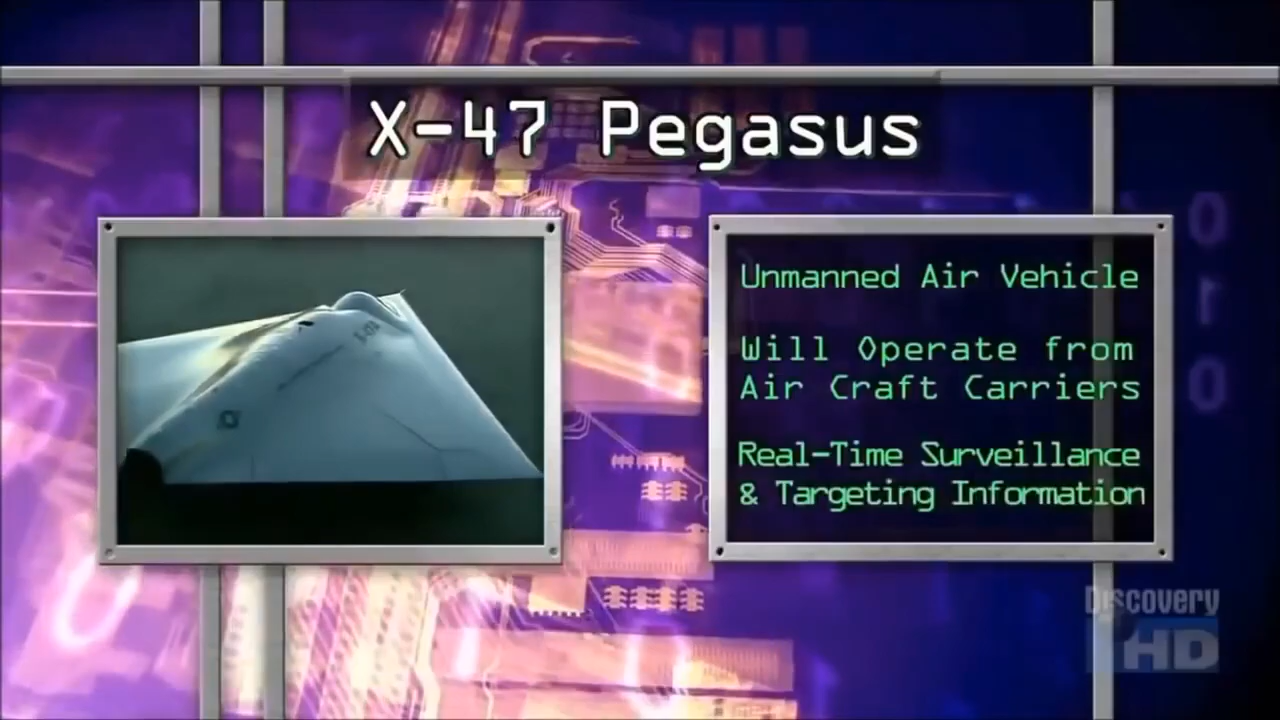 X-47 Pegasus
Unmanned Air Vehicle
Will Operate from
Air Craft Carriers
Real-Time Surveillance
& Targeting Information
Discovery
HD